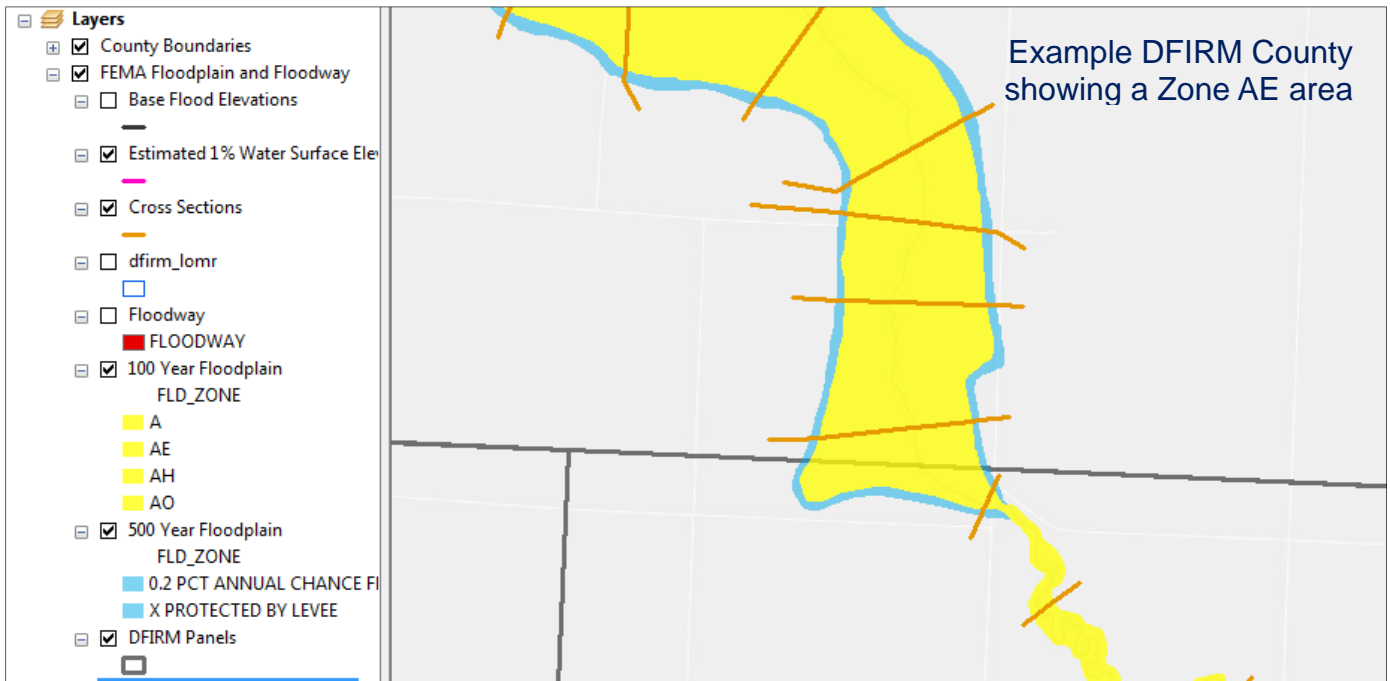 Layers
County Boundaries
FEMA Floodplain and Floodway
Base Flood Elevations
Estimated 1% Water Surface Ele
Cross Sections
dfirm_lomr
Floodway
FLOODWAY
100 Year Floodplain
FLD_ZONE
A
AE
AH
AO
500 Year Floodplain
FLD_ZONE
0.2 PCT ANNUAL CHANCE FI
X PROTECTED BY LEVEE
DFIRM Panels
Example DFIRM County
showing a Zone AE area